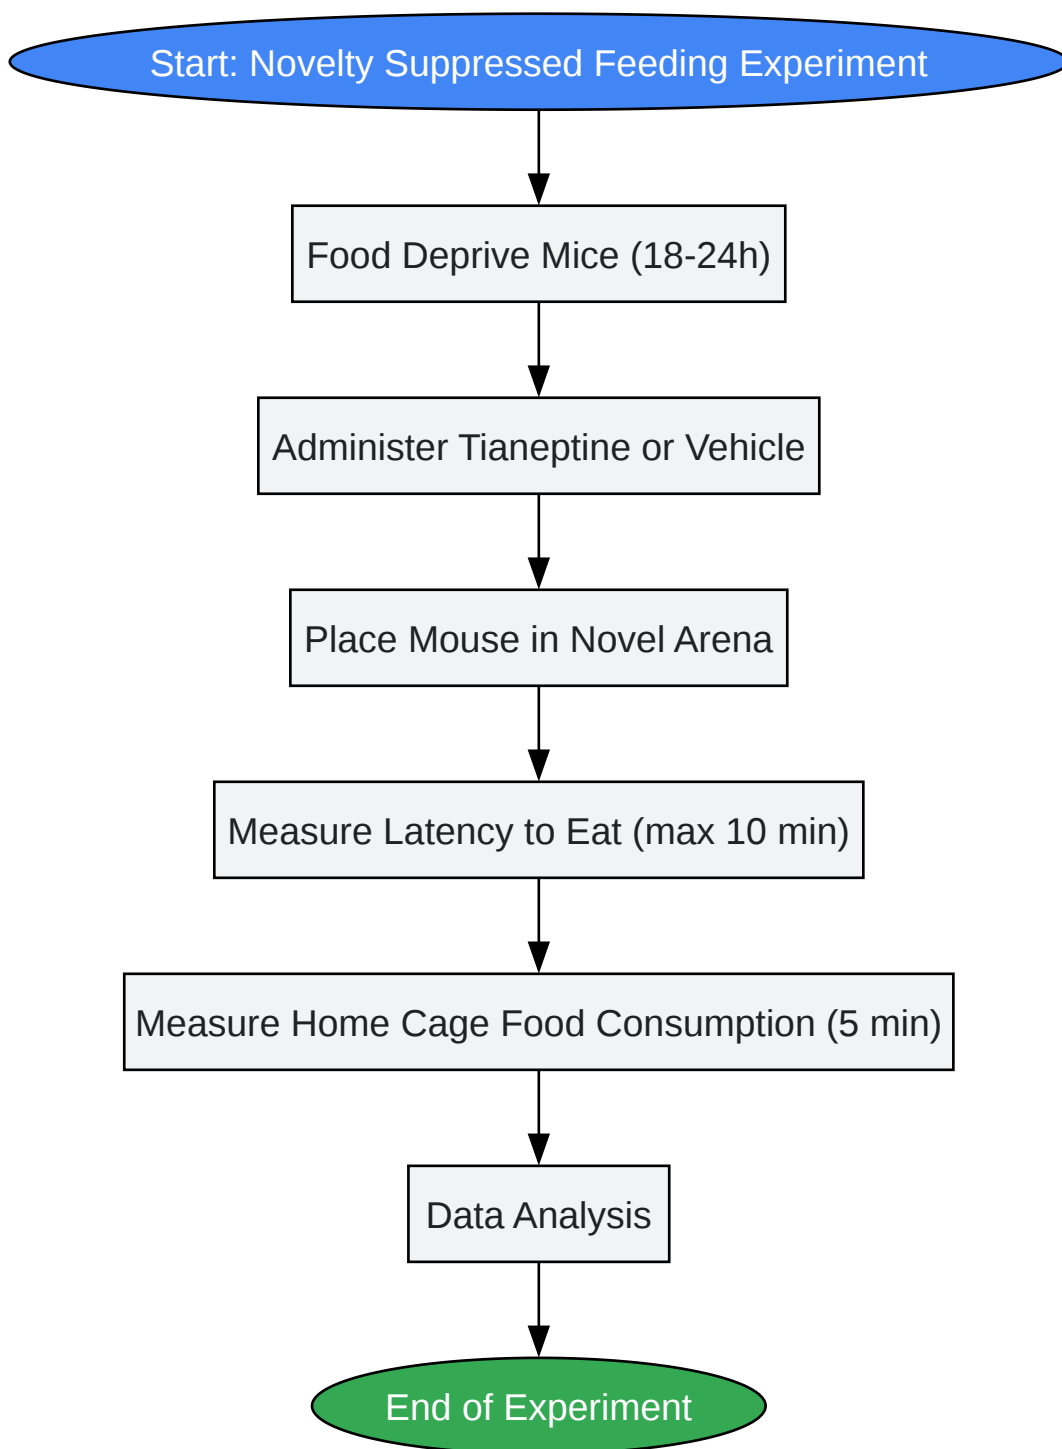 Start: Novelty Suppressed Feeding Experiment
Food Deprive Mice (18-24h)
Administer Tianeptine or Vehicle
Place Mouse in Novel Arena
Measure Latency to Eat (max 10 min)
Measure Home Cage Food Consumption (5 min)
Data Analysis
End of Experiment